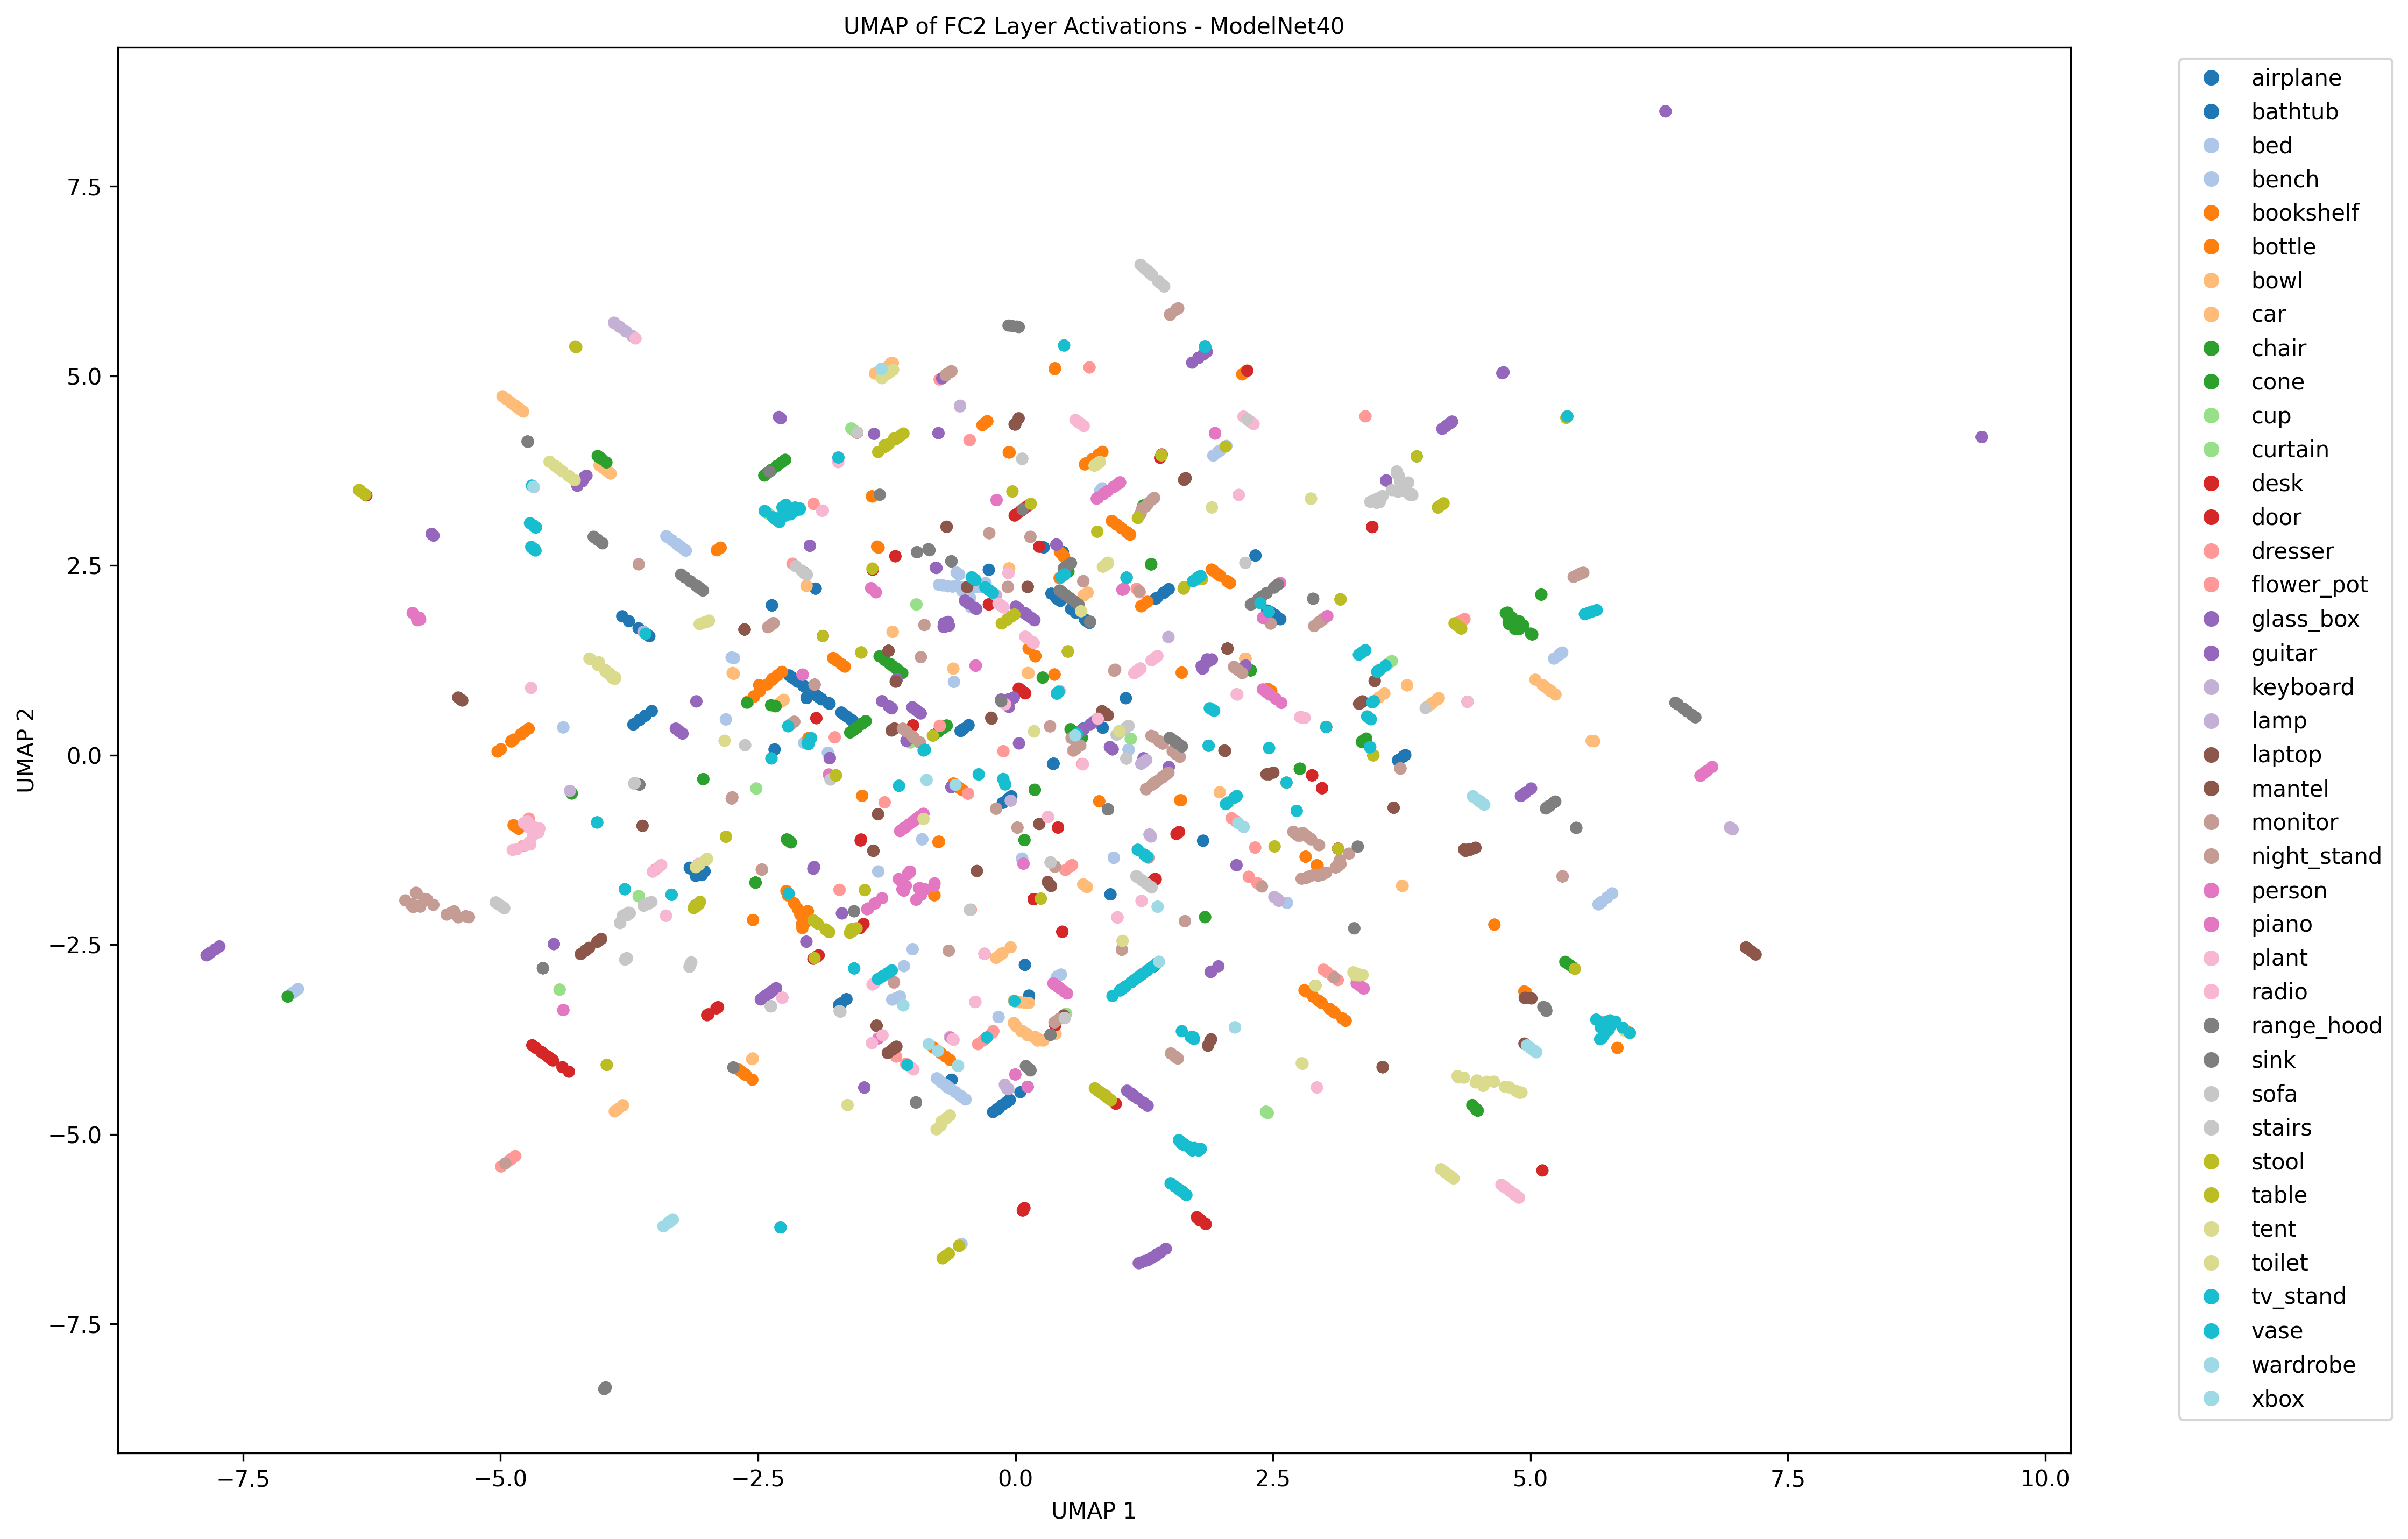 UMAP of FC2 Layer Activations - ModelNet40
7.5
5.0
2.5
0.0
−2.5
−5.0
−7.5
UMAP 2
−7.5 −5.0 −2.5 0.0 2.5 5.0 7.5 10.0
UMAP 1
airplane
bathtub
bed
bench
bookshelf
bottle
bowl
car
chair
cone
cup
curtain
desk
door
dresser
flower_pot
glass_box
guitar
keyboard
lamp
laptop
mantel
monitor
night_stand
person
piano
plant
radio
range_hood
sink
sofa
stairs
stool
table
tent
toilet
tv_stand
vase
wardrobe
xbox